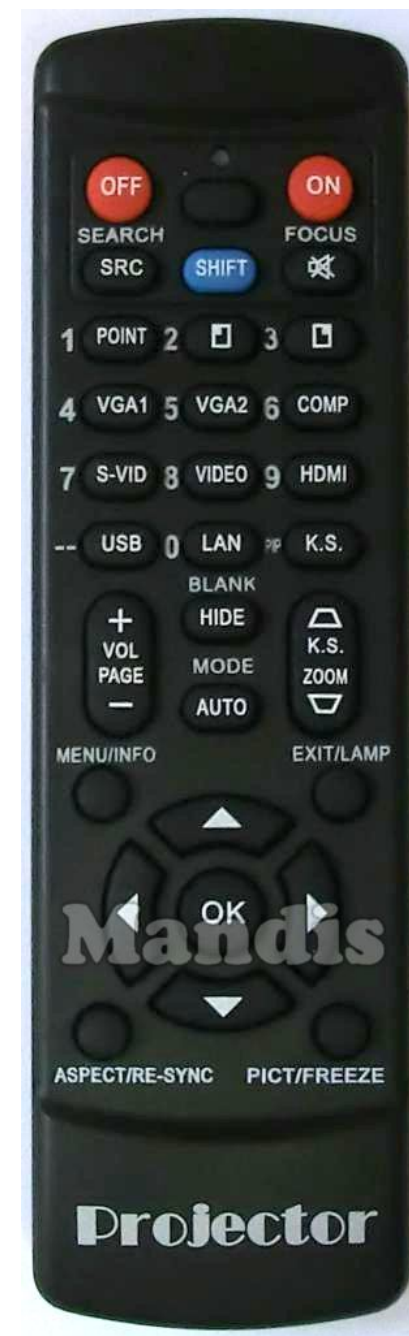 OFF ON
SEARCH FOCUS
SRC SHIFT
1 POINT 2 3
4 VGA1 5 VGA2 6 COMP
7 S-VID 8 VIDEO 9 HDMI
-- USB 0 LAN PIP K.S.
BLANK
+ HIDE
VOL K.S.
PAGE MODE ZOOM
- AUTO
MENU/INFO EXIT/LAMP
OK
Mandis
ASPECT/RE-SYNC PICT/FREEZE
Projector